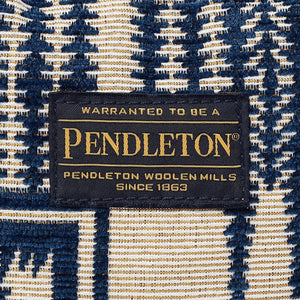 WARRANTED TO BE A
PENDLETON®
PENDLETON WOOLEN MILLS
SINCE 1863